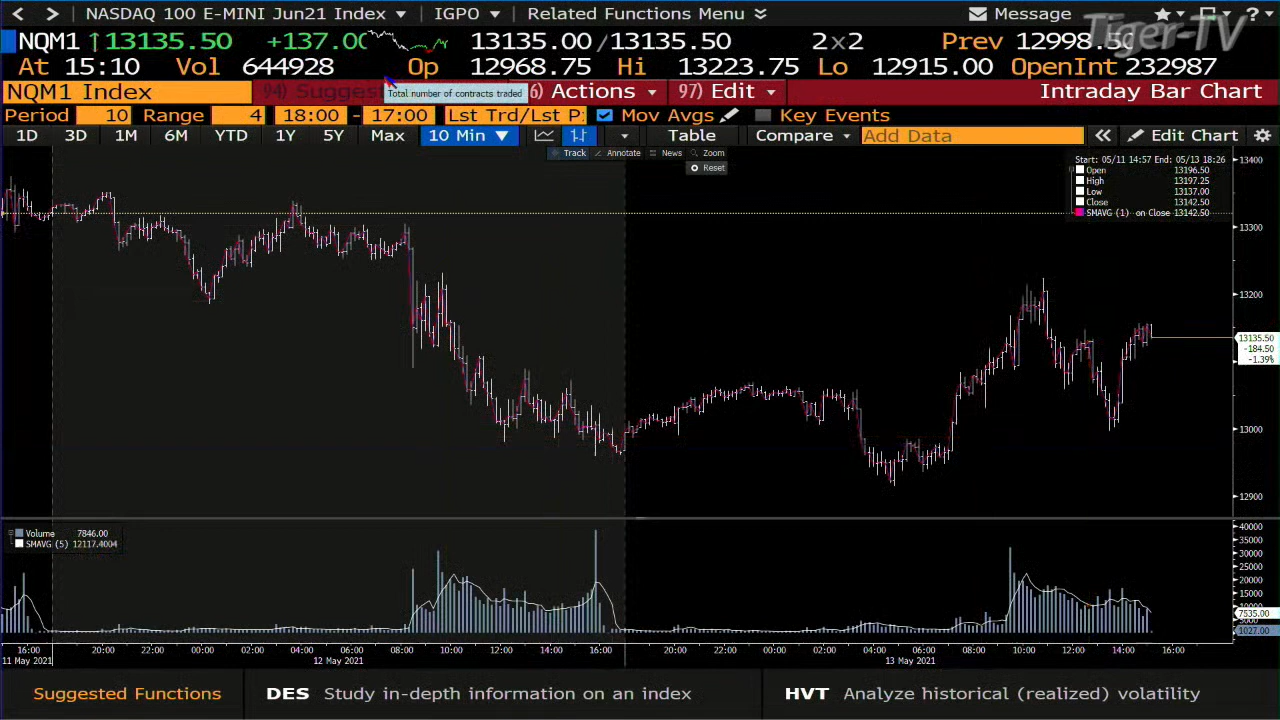 < > NASDAQ 100 E-MINI Jun21 Index ▾ IGPO ▾ Related Functions Menu Message ?
Tiger-TV
NQM1 ↑13135.50 +137.00 13135.00/13135.50 2×2 Prev 12998.50
At 15:10 Vol 644928 Op 12968.75 Hi 13223.75 Lo 12915.00 OpenInt 232987
NQM1 Index 94) Actions 97) Edit Intraday Bar Chart
Total number of contracts traded
Period 10 Range 4 18:00 - 17:00 Lst Trd/Lst P Mov Avgs Key Events
1D 3D 1M 6M YTD 1Y 5Y Max 10 Min ▼ Table Compare Add Data « Edit Chart
Track Annotate News Zoom
Reset
Start: 05/11 14:57 End: 05/13 18:26
Open 13196.50
High 13197.25
Low 13137.00
Close 13142.50
SMAVG (1) on Close 13142.50
13400
13300
13200
13135.50
-184.50
-1.39%
13000
12900
Volume 7846.00
SMAVG (5) 12117.4004
40000
35000
30000
25000
20000
15000
7535.00
1027.00
16:00 20:00 22:00 00:00 02:00 04:00 06:00 08:00 10:00 12:00 14:00 16:00 20:00 22:00 00:00 02:00 04:00 06:00 08:00 10:00 12:00 14:00 16:00
11 May 2021 12 May 2021 13 May 2021
Suggested Functions DES Study in-depth information on an index HVT Analyze historical (realized) volatility